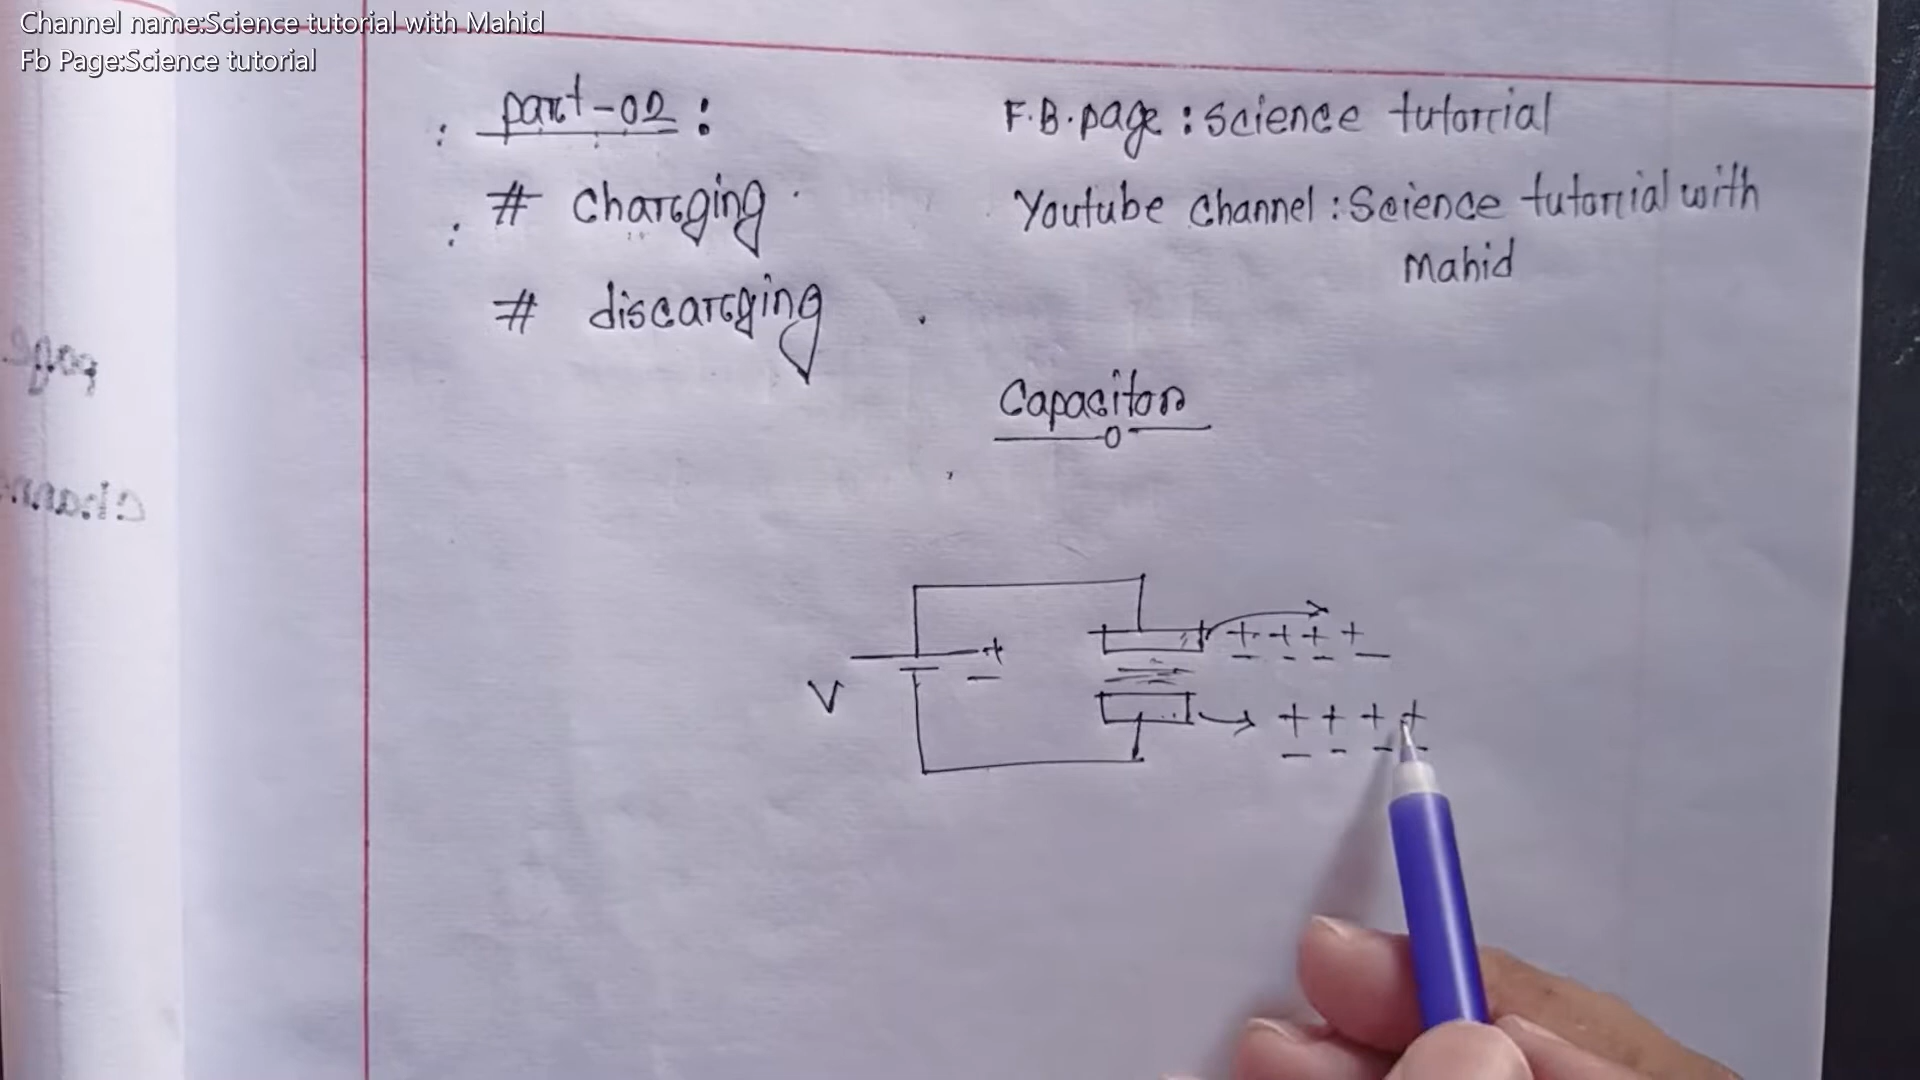 Channel name:Science tutorial with Mahid
Fb Page:Science tutorial
part-02:
# charging
# discarging
F.B.page : science tutorial
Youtube channel : Science tutorial with
Mahid
Capacitor
+
-
V
+ + + +
- - - -
+ + + +
- - - -